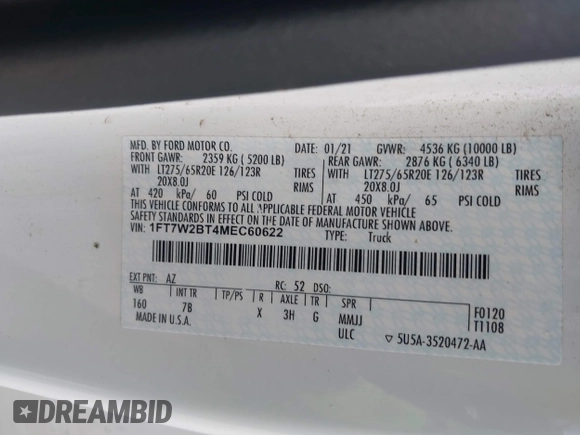 MFD. BY FORD MOTOR CO. 01/21 GVWR: 4536 KG (10000 LB)
FRONT GAWR: 2359 KG ( 5200 LB) REAR GAWR: 2876 KG ( 6340 LB)
WITH LT275/65R20E 126/123R TIRES WITH LT275/65R20E 126/123R TIRES
20X8.0J RIMS 20X8.0J RIMS
AT 420 kPa/ 60 PSI COLD AT 450 kPa/ 65 PSI COLD
THIS VEHICLE CONFORMS TO ALL APPLICABLE FEDERAL MOTOR VEHICLE
SAFETY STANDARDS IN EFFECT ON THE DATE OF MANUFACTURE SHOWN ABOVE.
VIN: 1FT7W2BT4MEC60622 TYPE: Truck
EXT PNT: AZ RC: 52 DSO:
WB INT TR TP/PS R AXLE TR SPR F0120
160 7B X 3H G MMJJ T1108
MADE IN U.S.A. ULC 5U5A-3520472-AA
DREAMBID